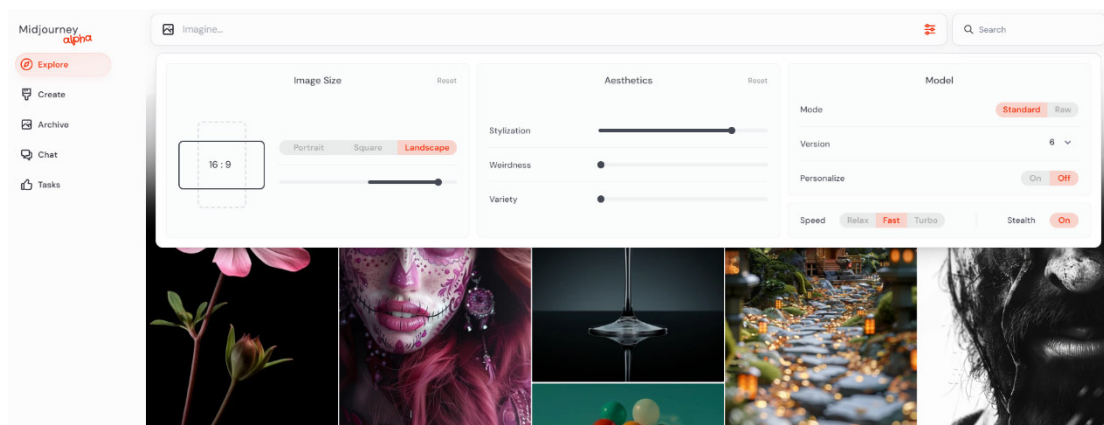 Midjourney
alpha
Explore
Create
Archive
Chat
Tasks
Imagine...
Search
Image Size
Reset
Portrait Square Landscape
16 : 9
Aesthetics
Reset
Stylization
Weirdness
Variety
Model
Mode Standard Raw
Version 6
Personalize On Off
Speed Relax Fast Turbo Stealth On